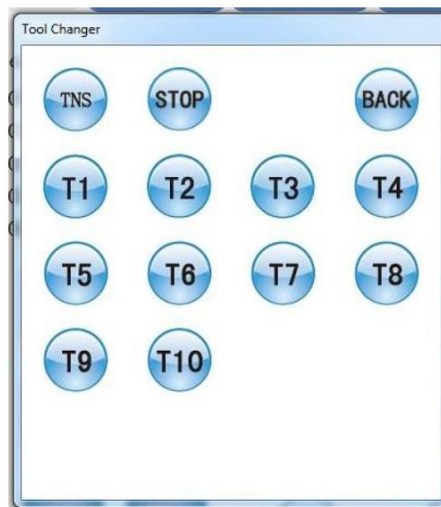 Tool Changer
TNS STOP BACK
T1 T2 T3 T4
T5 T6 T7 T8
T9 T10